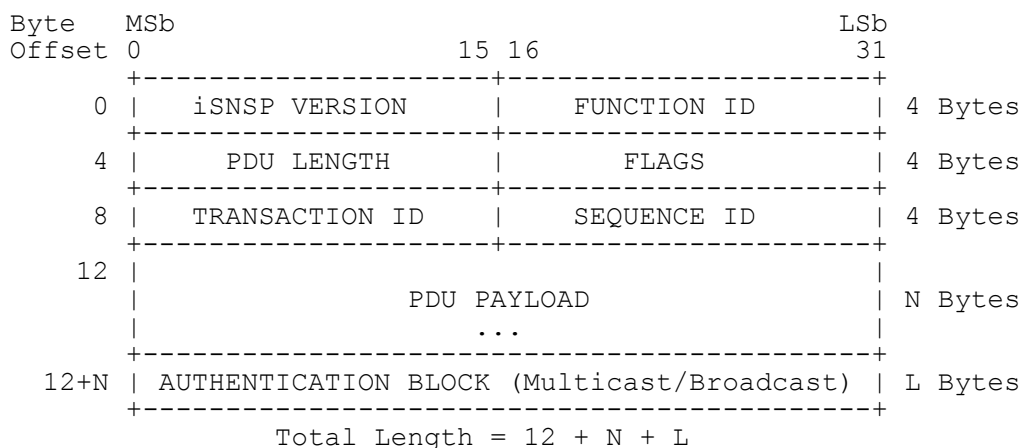 Byte MSb LSb
Offset 0 15 16 31
+---------------------+---------------------+
0 | iSNSP VERSION | FUNCTION ID | 4 Bytes
+---------------------+---------------------+
4 | PDU LENGTH | FLAGS | 4 Bytes
+---------------------+---------------------+
8 | TRANSACTION ID | SEQUENCE ID | 4 Bytes
+---------------------+---------------------+
12 | |
| PDU PAYLOAD | N Bytes
| ... |
+-------------------------------------------+
12+N | AUTHENTICATION BLOCK (Multicast/Broadcast) | L Bytes
+-------------------------------------------+
Total Length = 12 + N + L